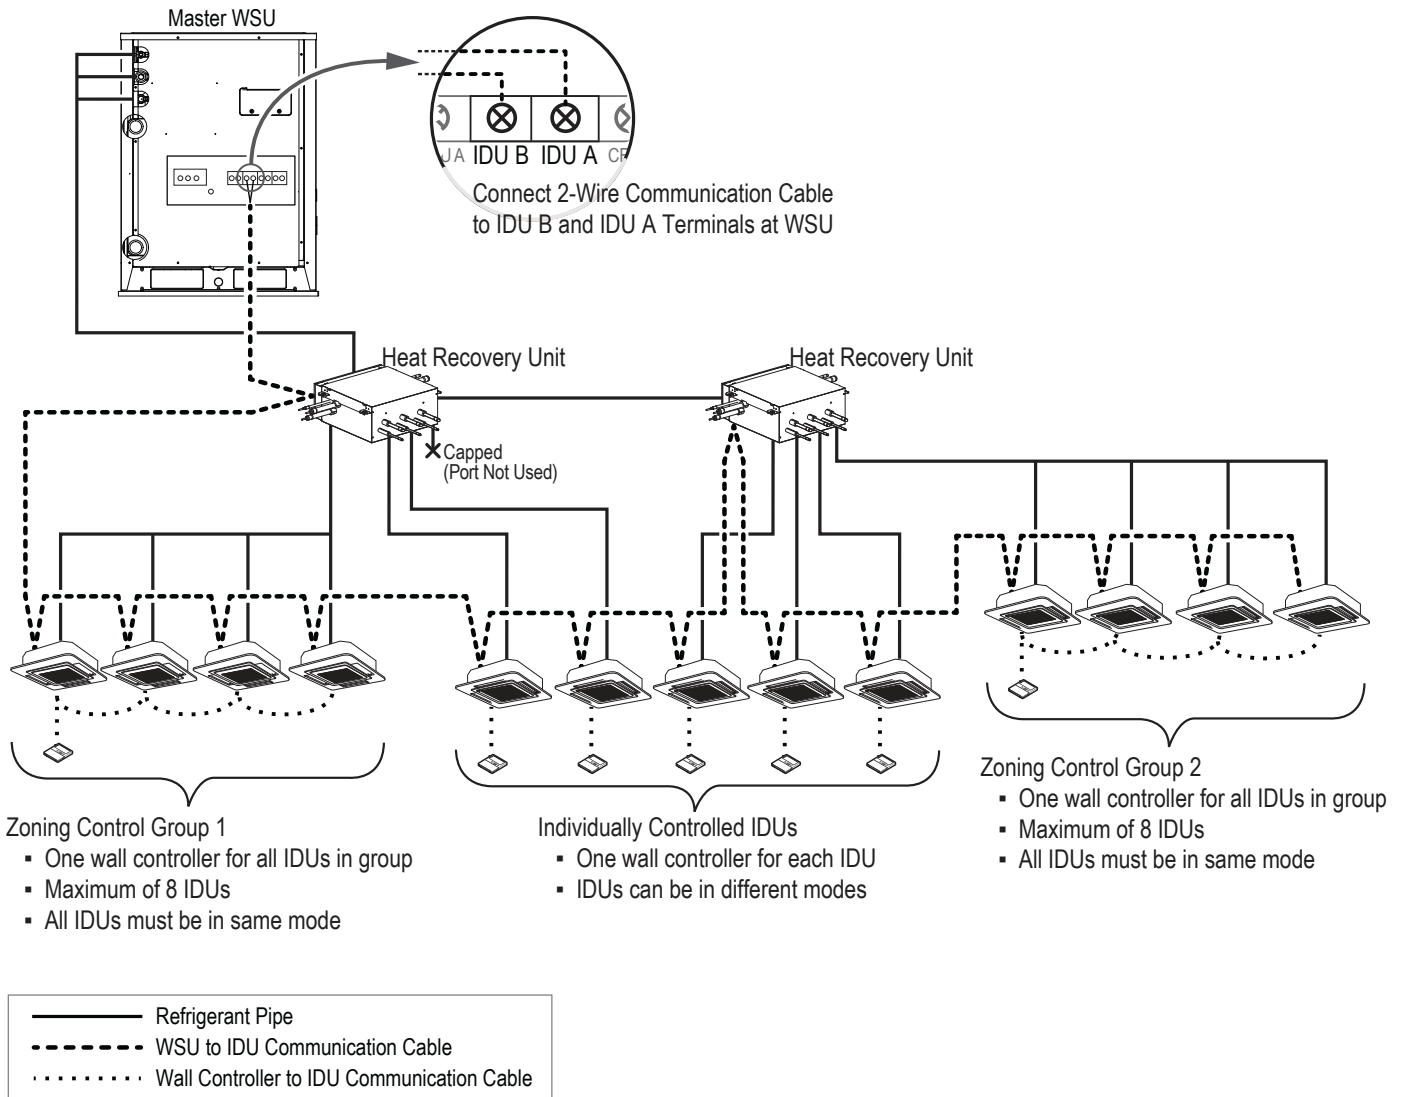 Master WSU
IDU B IDU A
Connect 2-Wire Communication Cable
to IDU B and IDU A Terminals at WSU
Heat Recovery Unit
Heat Recovery Unit
Capped
(Port Not Used)
Zoning Control Group 1
▪ One wall controller for all IDUs in group
▪ Maximum of 8 IDUs
▪ All IDUs must be in same mode
Individually Controlled IDUs
▪ One wall controller for each IDU
▪ IDUs can be in different modes
Zoning Control Group 2
▪ One wall controller for all IDUs in group
▪ Maximum of 8 IDUs
▪ All IDUs must be in same mode
Refrigerant Pipe
WSU to IDU Communication Cable
Wall Controller to IDU Communication Cable